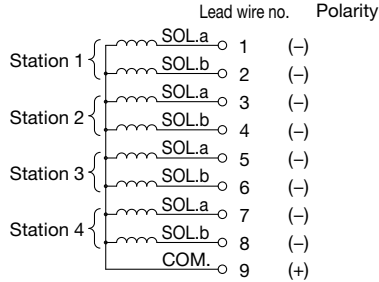 Lead wire no. Polarity
Station 1 SOL.a 1 (–)
SOL.b 2 (–)
Station 2 SOL.a 3 (–)
SOL.b 4 (–)
Station 3 SOL.a 5 (–)
SOL.b 6 (–)
Station 4 SOL.a 7 (–)
SOL.b 8 (–)
COM. 9 (+)